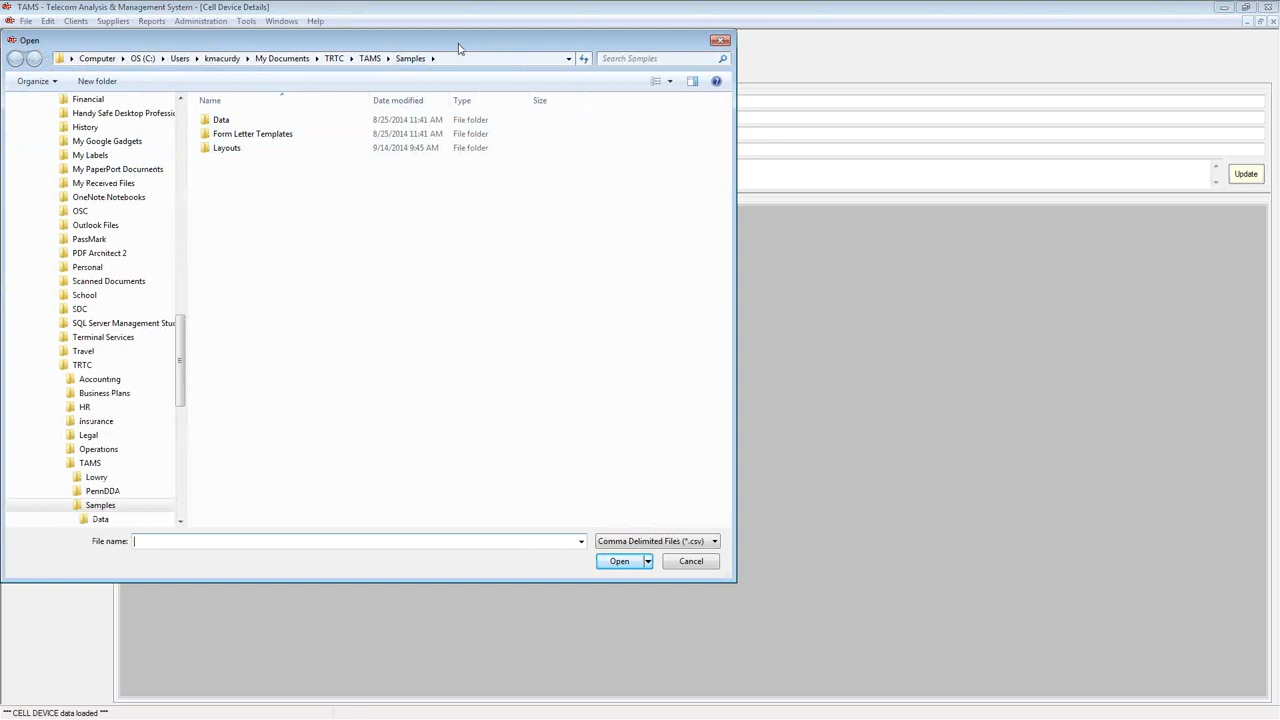 TAMS - Telecom Analysis & Management System - [Cell Device Details]
File Edit Clients Suppliers Reports Administration Tools Windows Help
Open
Computer OS (C:) Users kmacurdy My Documents TRTC TAMS Samples
Search Samples
Organize New folder
Name Date modified Type Size
Data 8/25/2014 11:41 AM File folder
Form Letter Templates 8/25/2014 11:41 AM File folder
Layouts 9/14/2014 9:45 AM File folder
Financial
Handy Safe Desktop Professi
History
My Google Gadgets
My Labels
My PaperPort Documents
My Received Files
OneNote Notebooks
OSC
Outlook Files
PassMark
PDF Architect 2
Personal
Scanned Documents
School
SDC
SQL Server Management Stud
Terminal Services
Travel
TRTC
Accounting
Business Plans
HR
insurance
Legal
Operations
TAMS
Lowry
PennDDA
Samples
Data
Update
File name:
Comma Delimited Files (*.csv)
Open Cancel
*** CELL DEVICE data loaded ***